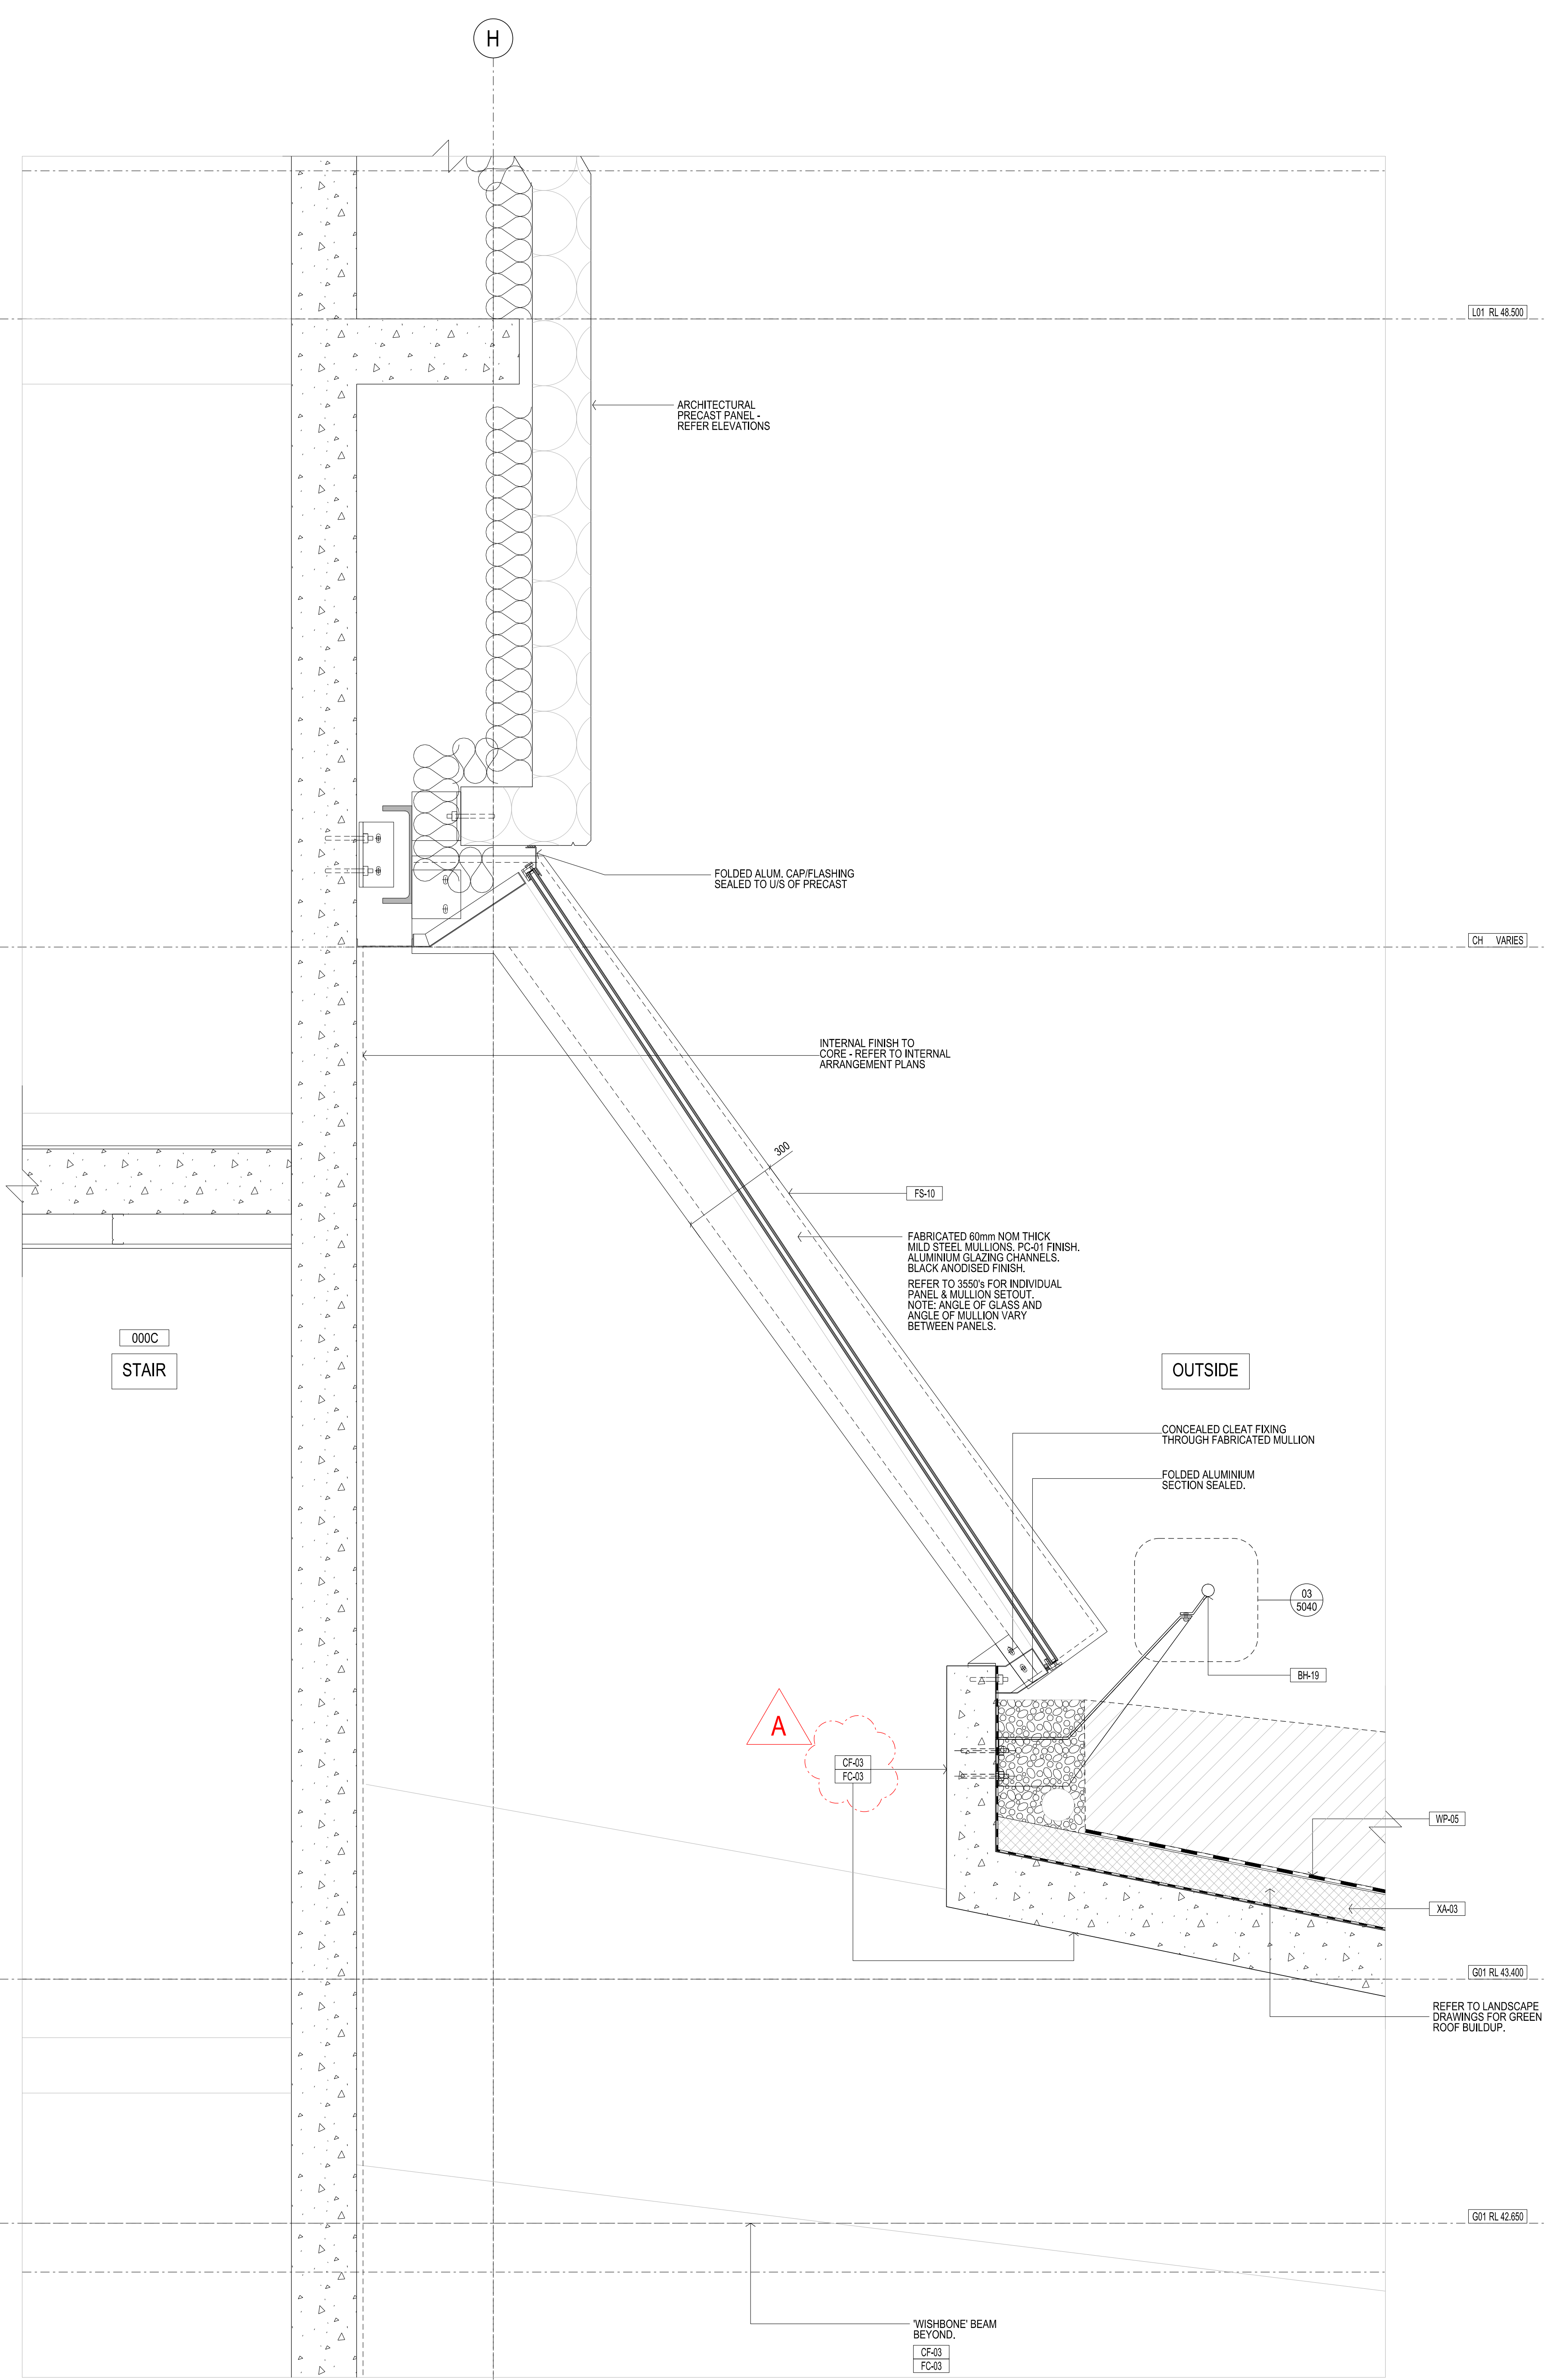 H
L01 RL 48.500
ARCHITECTURAL
PRECAST PANEL -
REFER ELEVATIONS
FOLDED ALUM. CAP/FLASHING
SEALED TO U/S OF PRECAST
CH VARIES
INTERNAL FINISH TO
CORE - REFER TO INTERNAL
ARRANGEMENT PLANS
300
FS-10
FABRICATED 60mm NOM THICK
MILD STEEL MULLIONS. PC-01 FINISH.
ALUMINIUM GLAZING CHANNELS.
BLACK ANODISED FINISH.
REFER TO 3550's FOR INDIVIDUAL
PANEL & MULLION SETOUT.
NOTE: ANGLE OF GLASS AND
ANGLE OF MULLION VARY
BETWEEN PANELS.
000C
STAIR
OUTSIDE
CONCEALED CLEAT FIXING
THROUGH FABRICATED MULLION
FOLDED ALUMINIUM
SECTION SEALED.
03
5040
BH-19
A
CF-03
FC-03
WP-05
XA-03
G01 RL 43.400
REFER TO LANDSCAPE
DRAWINGS FOR GREEN
ROOF BUILDUP.
G01 RL 42.650
'WISHBONE' BEAM
BEYOND.
CF-03
FC-03